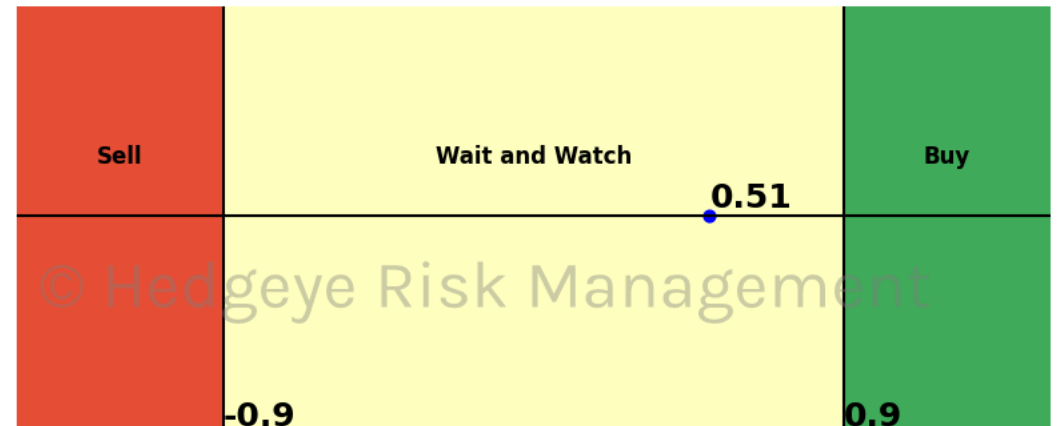 Sell
Wait and Watch
Buy
0.51
© Hedgeye Risk Management
-0.9
0.9